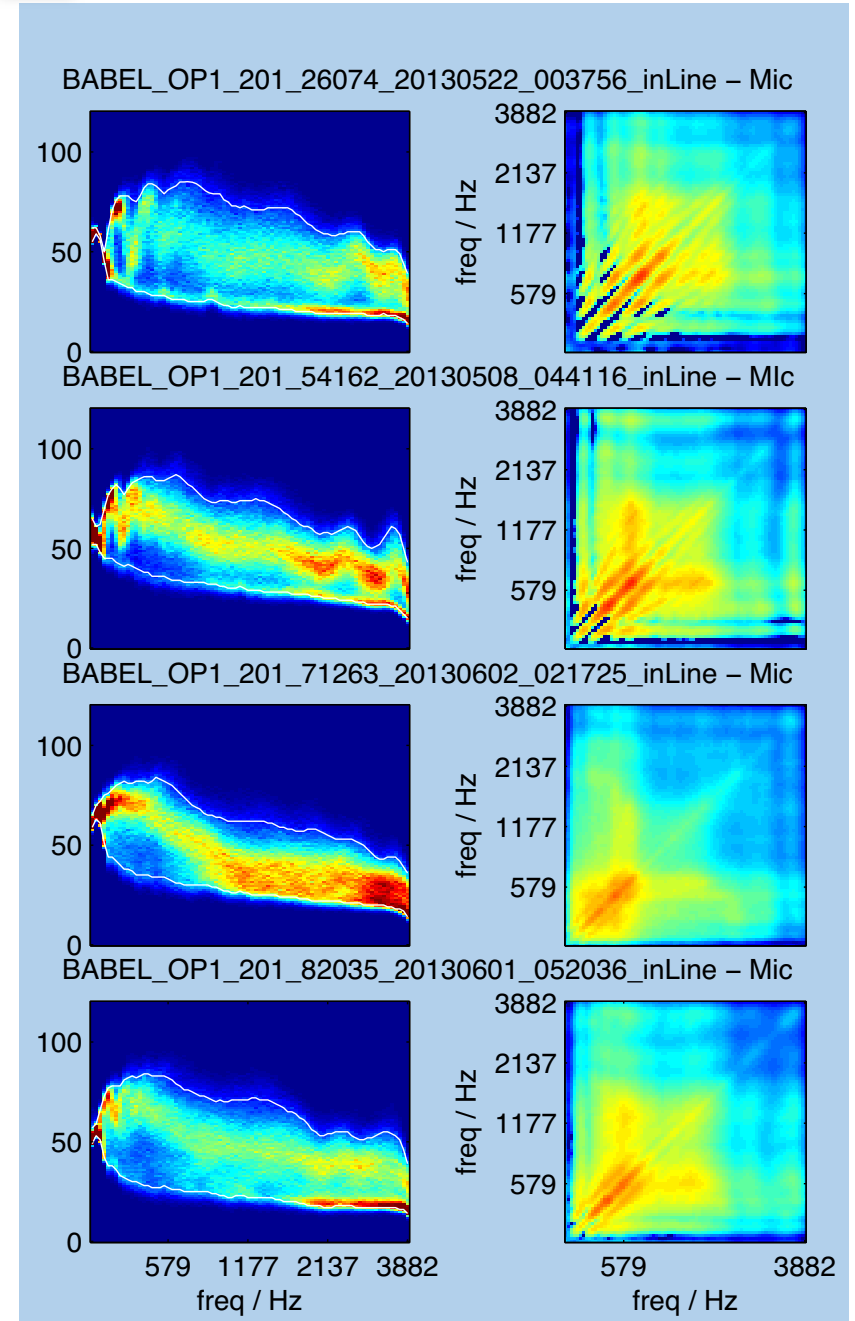 BABEL_OP1_201_26074_20130522_003756_inLine − Mic
100
50
0
freq / Hz
3882
2137
1177
579
BABEL_OP1_201_54162_20130508_044116_inLine − MIc
100
50
0
freq / Hz
3882
2137
1177
579
BABEL_OP1_201_71263_20130602_021725_inLine − Mic
100
50
0
freq / Hz
3882
2137
1177
579
BABEL_OP1_201_82035_20130601_052036_inLine − Mic
100
50
0
579 1177 2137 3882
freq / Hz
freq / Hz
3882
2137
1177
579
579 3882
freq / Hz